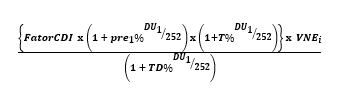 {FatorCDI x (1 + pre₁%^DU₁/252) x (1+T%^DU₁/252)} x VNEᵢ
(1 + TD%^DU₁/252)